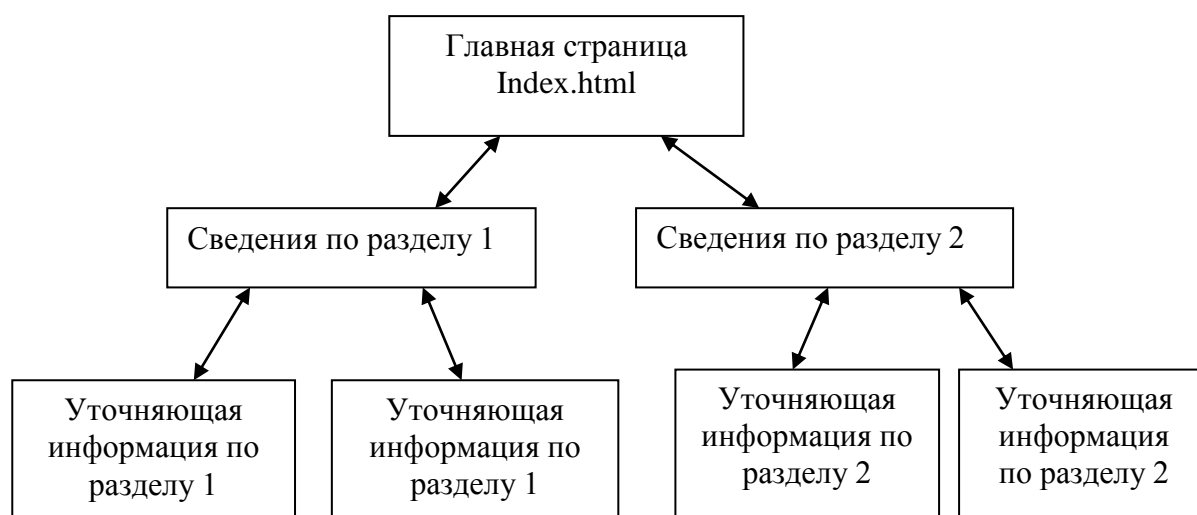 Главная страница
Index.html
Сведения по разделу 1
Сведения по разделу 2
Уточняющая
информация по
разделу 1
Уточняющая
информация по
разделу 1
Уточняющая
информация по
разделу 2
Уточняющая
информация
по разделу 2